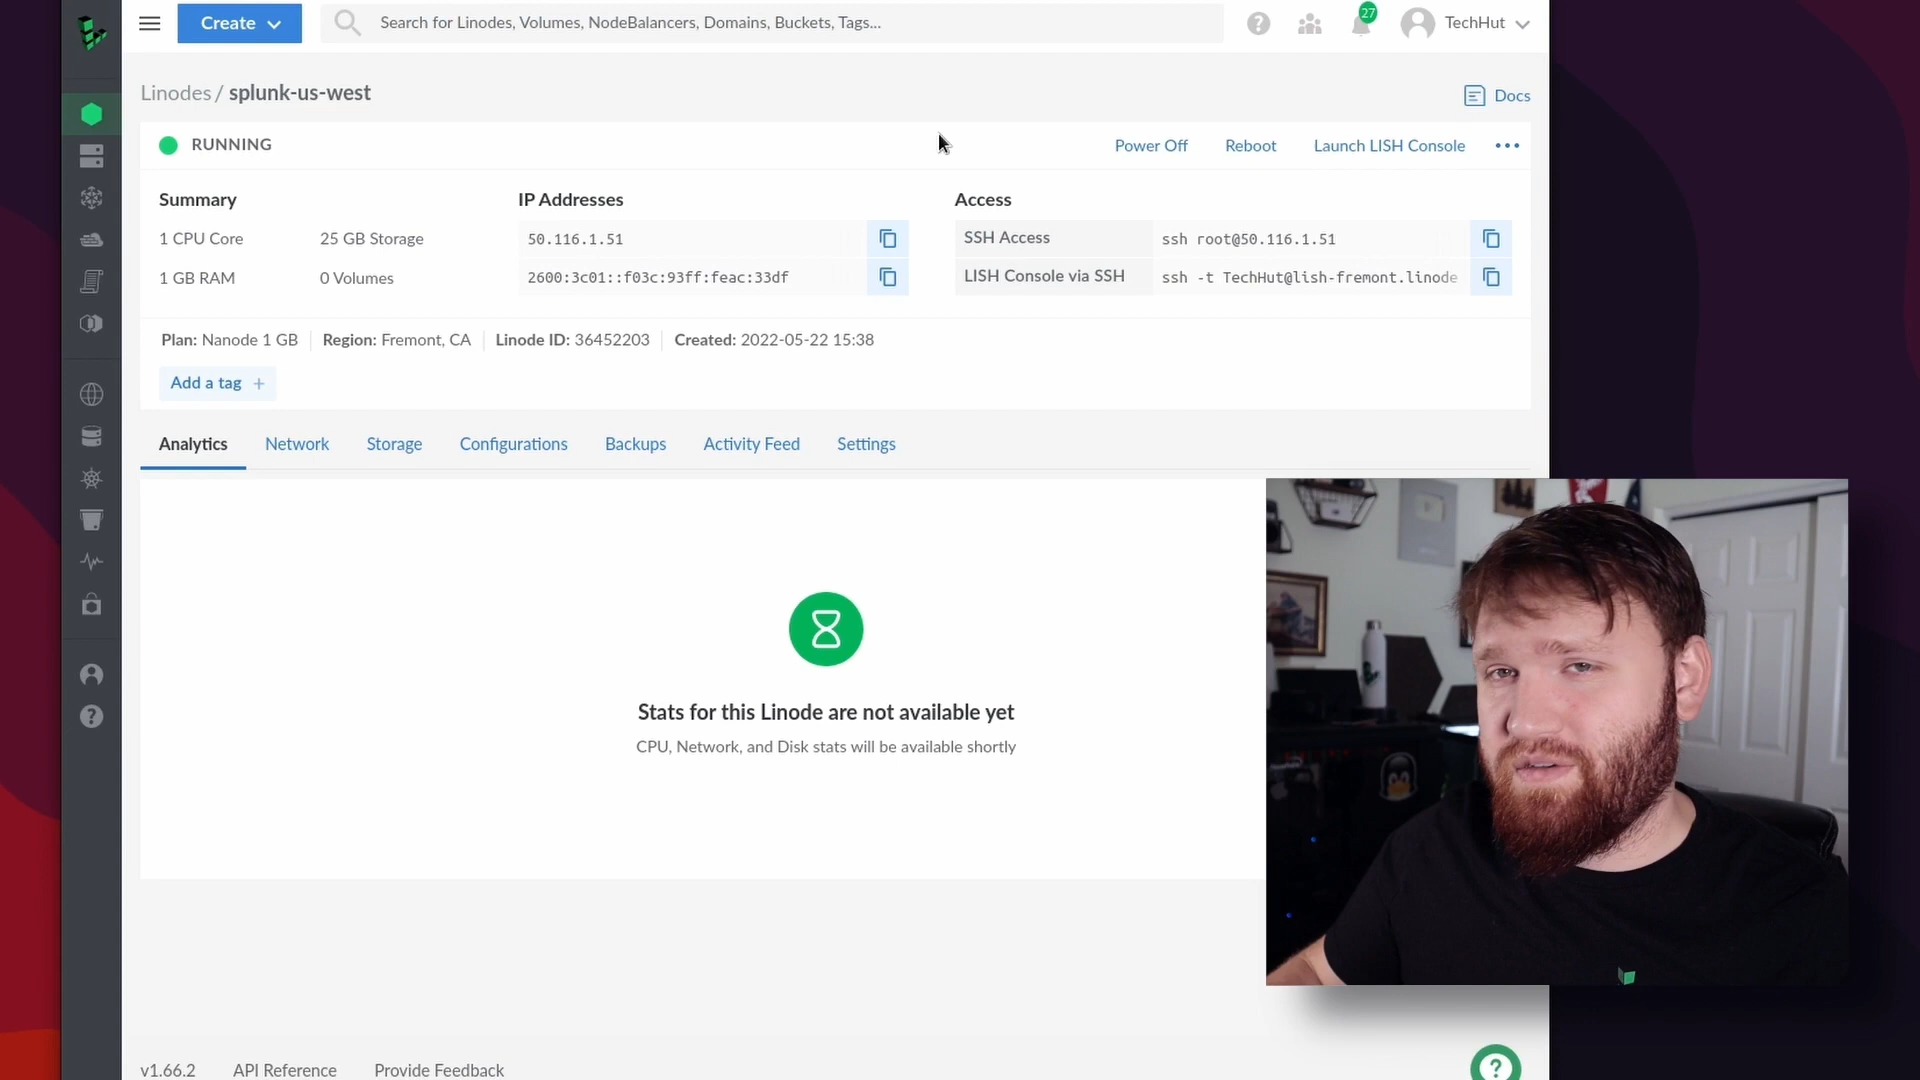 Create
Search for Linodes, Volumes, NodeBalancers, Domains, Buckets, Tags...
27
TechHut
Linodes / splunk-us-west
Docs
RUNNING
Power Off
Reboot
Launch LISH Console
Summary
IP Addresses
Access
1 CPU Core
25 GB Storage
50.116.1.51
SSH Access
ssh root@50.116.1.51
1 GB RAM
0 Volumes
2600:3c01::f03c:93ff:feac:33df
LISH Console via SSH
ssh -t TechHut@lish-fremont.linode
Plan: Nanode 1 GB
Region: Fremont, CA
Linode ID: 36452203
Created: 2022-05-22 15:38
Add a tag +
Analytics
Network
Storage
Configurations
Backups
Activity Feed
Settings
Stats for this Linode are not available yet
CPU, Network, and Disk stats will be available shortly
v1.66.2
API Reference
Provide Feedback